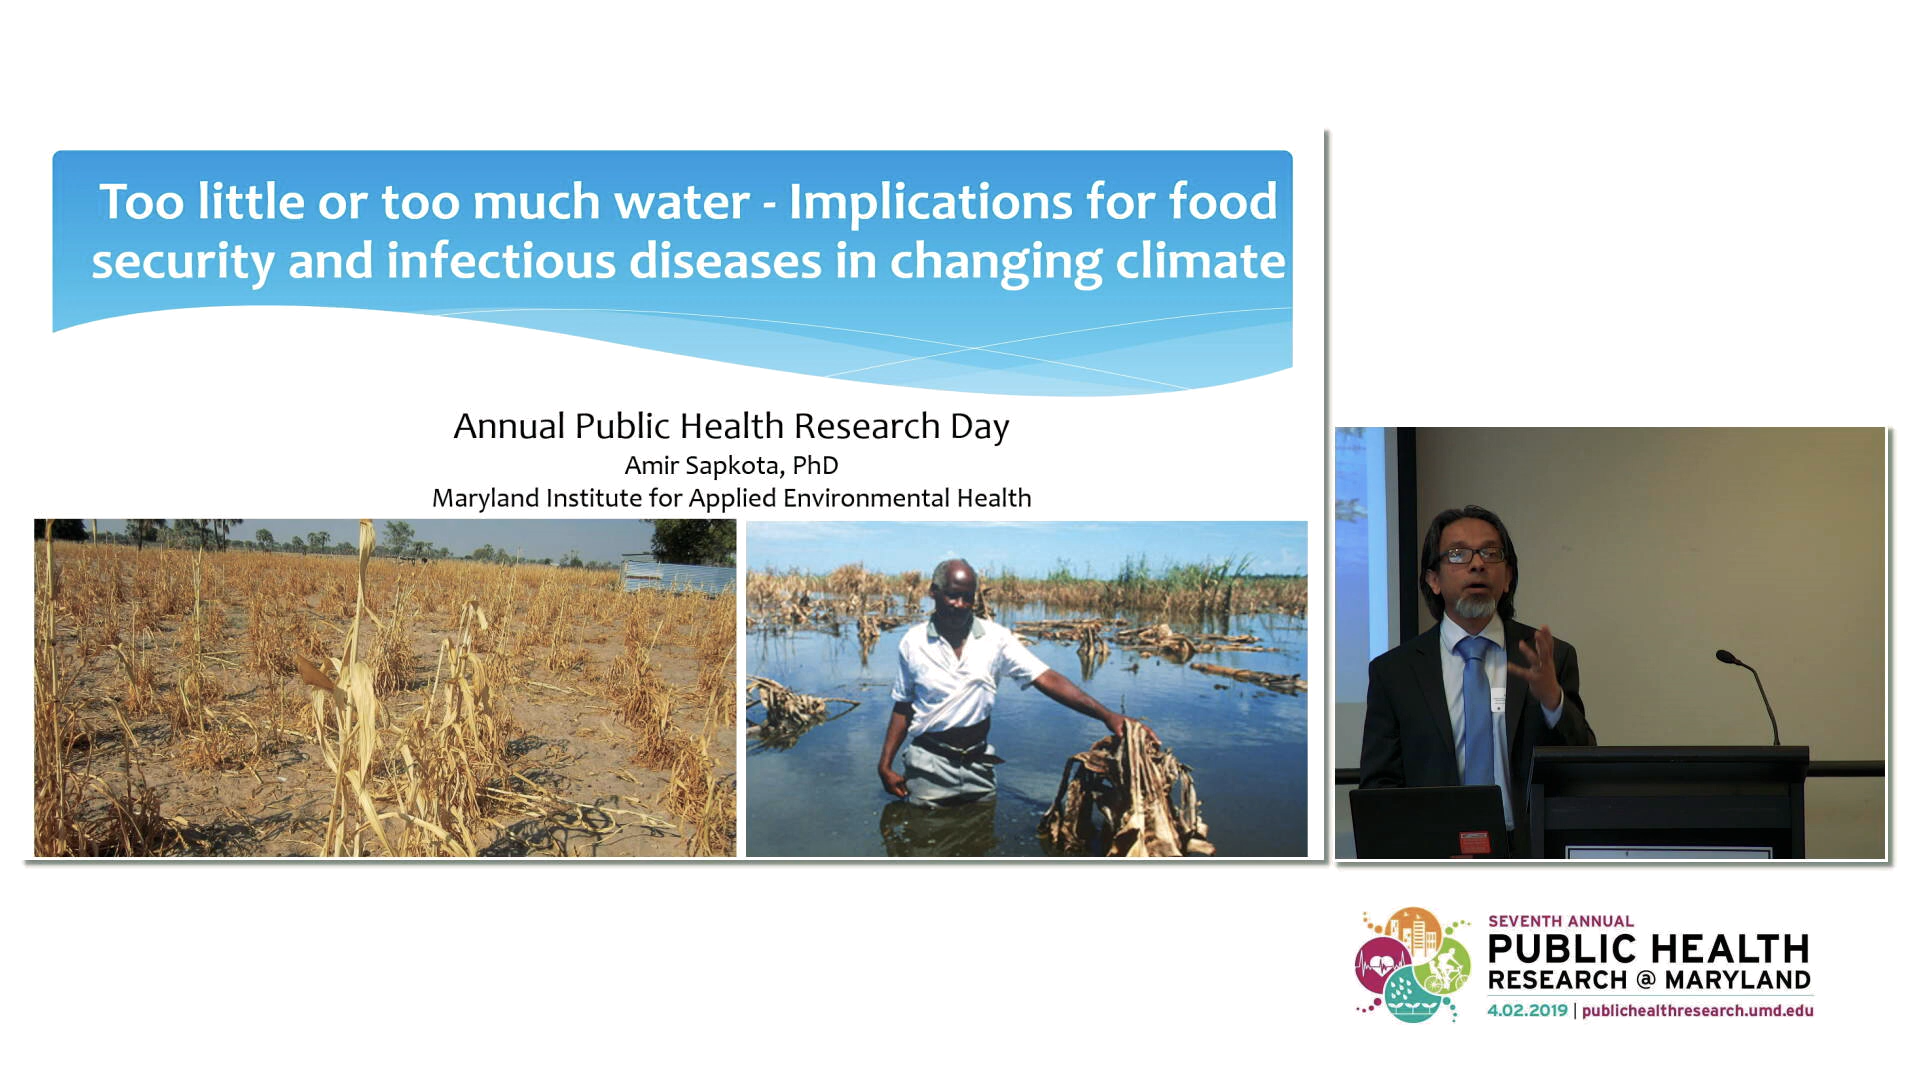 Too little or too much water - Implications for food
security and infectious diseases in changing climate
Annual Public Health Research Day
Amir Sapkota, PhD
Maryland Institute for Applied Environmental Health
SEVENTH ANNUAL
PUBLIC HEALTH
RESEARCH @ MARYLAND
4.02.2019 | publichealthresearch.umd.edu